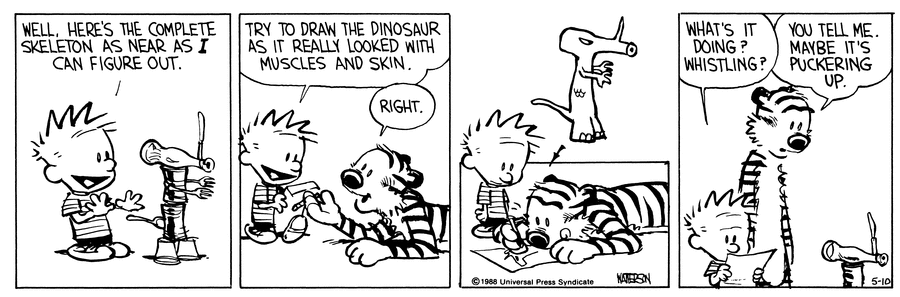 WELL, HERE'S THE COMPLETE
SKELETON AS NEAR AS I
CAN FIGURE OUT.
TRY TO DRAW THE DINOSAUR
AS IT REALLY LOOKED WITH
MUSCLES AND SKIN.
RIGHT.
©1988 Universal Press Syndicate
WATTERSON
WHAT'S IT
DOING?
WHISTLING?
YOU TELL ME.
MAYBE IT'S
PUCKERING
UP.
5-10